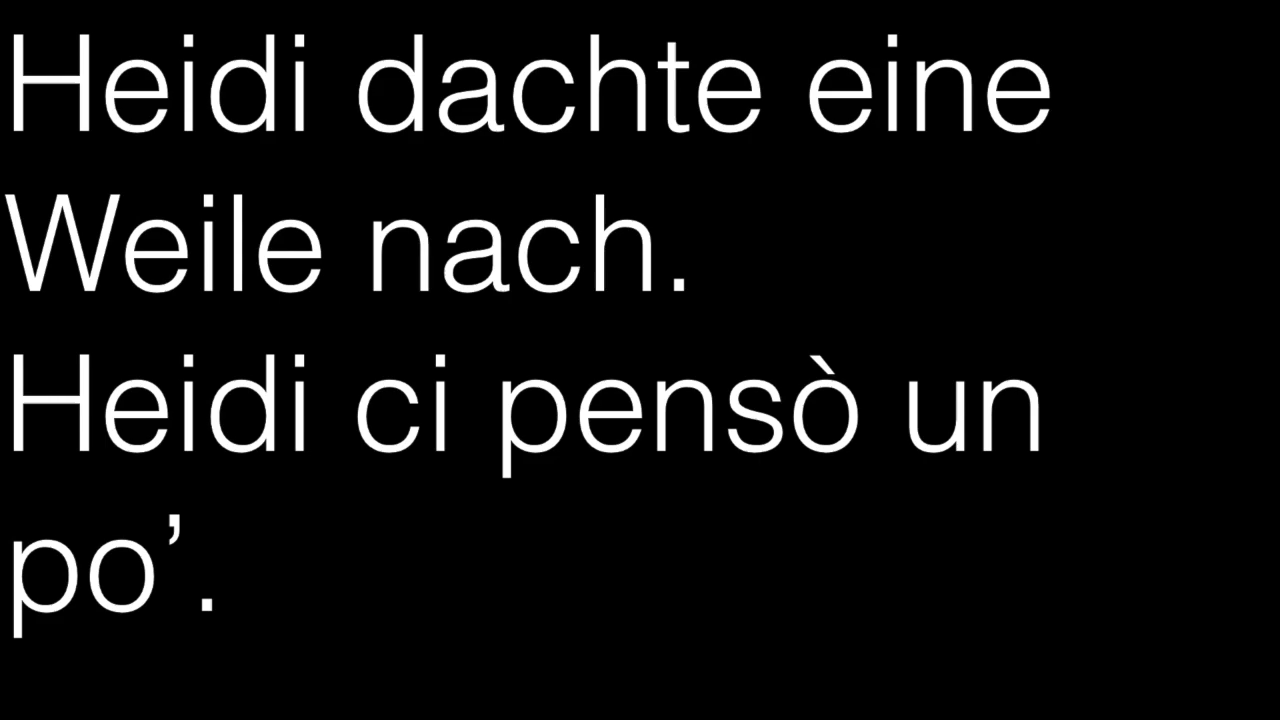 Heidi dachte eine
Weile nach.
Heidi ci pensò un
po’.